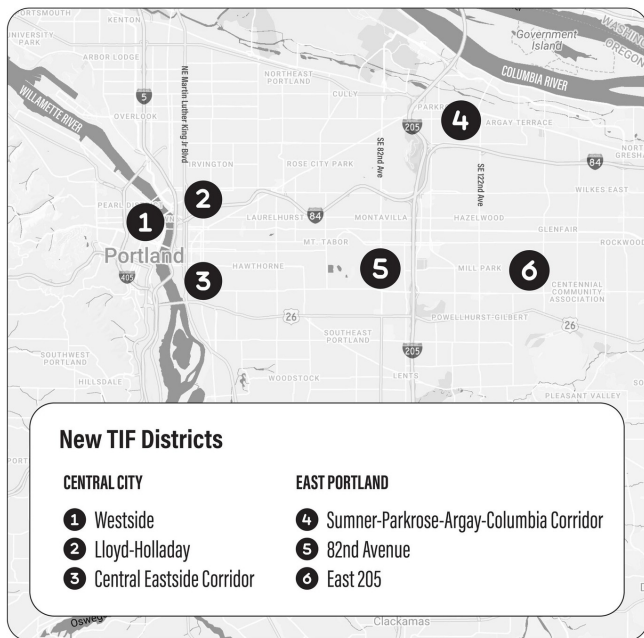 PORTSMOUTH
KENTON
UNIVERSITY
PARK
ARBOR LODGE
WASHINGTON
OREGON
Government
Island
COLUMBIA RIVER
NORTHEAST
PORTLAND
CULLY
WILLAMETTE RIVER
5
OVERLOOK
NE Martin Luther King Jr Blvd
PARKROSE
4
205
ARGAY TERRACE
IRVINGTON
ROSE CITY PARK
SE 82nd Ave
SE 122nd Ave
84
NORTH
GRESHAM
WILKES EAST
PEARL
1
2
LAURELHURST
84
MONTAVILLA
HAZELWOOD
GLENFAIR
ROCKWOOD
MT. TABOR
Portland
405
3
HAWTHORNE
5
MILL PARK
6
CENTENNIAL
COMMUNITY
ASSOCIATION
26
POWELLHURST-GILBERT
26
SOUTHEAST
PORTLAND
SOUTHWEST
PORTLAND
205
HILLSDALE
WOODSTOCK
LENTS
PLEASANT VALLEY
New TIF Districts
CENTRAL CITY
1 Westside
2 Lloyd-Holladay
3 Central Eastside Corridor
EAST PORTLAND
4 Sumner-Parkrose-Argay-Columbia Corridor
5 82nd Avenue
6 East 205
Oswego
Clackamas